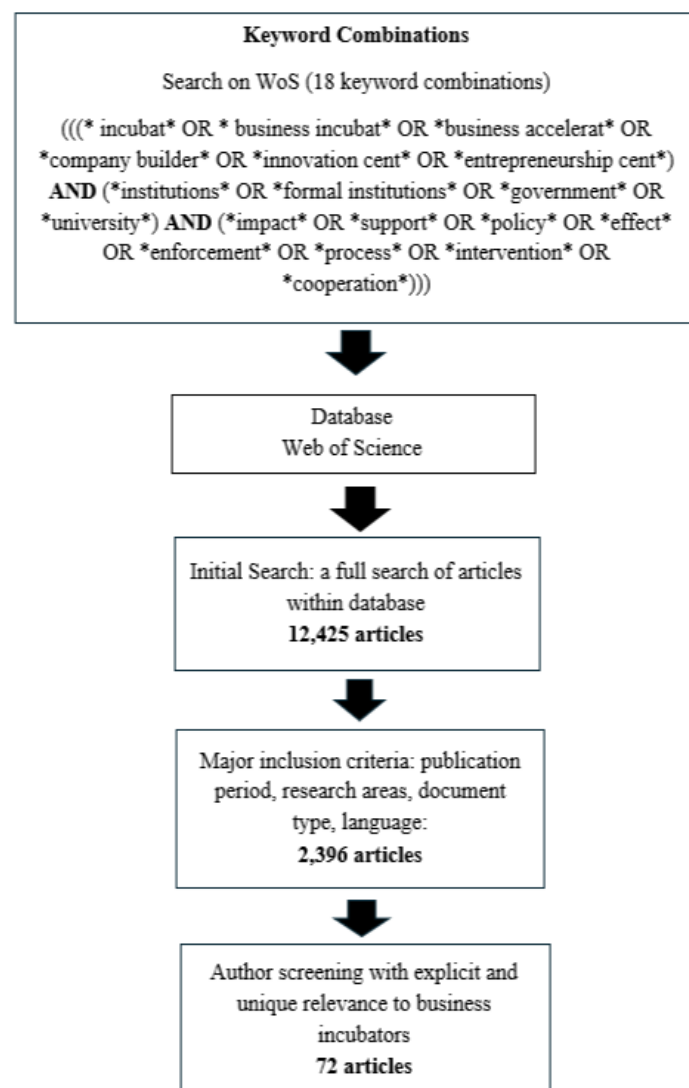 Keyword Combinations
Search on WoS (18 keyword combinations)
(((* incubat* OR * business incubat* OR *business accelerat* OR
*company builder* OR *innovation cent* OR *entrepreneurship cent*)
AND (*institutions* OR *formal institutions* OR *government* OR
*university*) AND (*impact* OR *support* OR *policy* OR *effect*
OR *enforcement* OR *process* OR *intervention* OR
*cooperation*)))
Database
Web of Science
Initial Search: a full search of articles
within database
12,425 articles
Major inclusion criteria: publication
period, research areas, document
type, language:
2,396 articles
Author screening with explicit and
unique relevance to business
incubators
72 articles